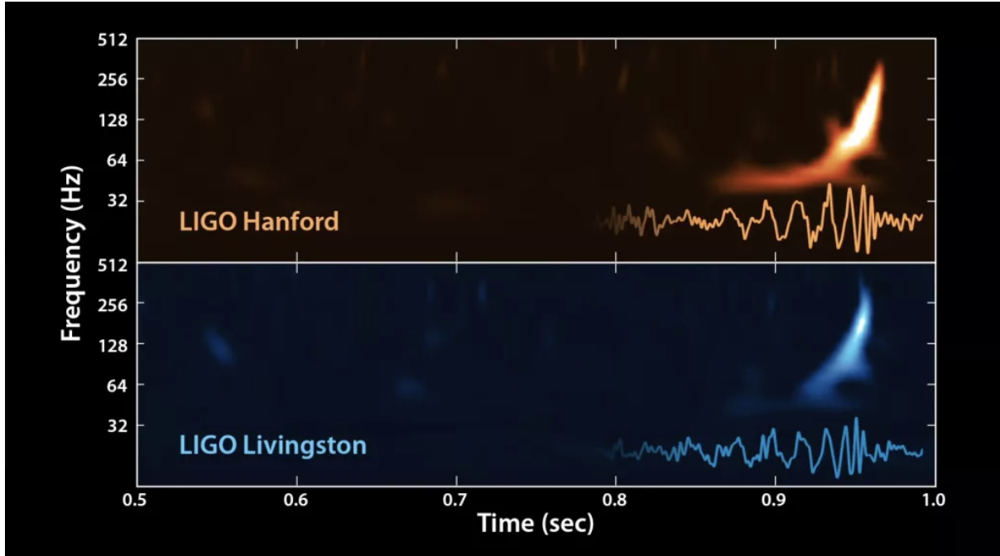 Frequency (Hz)
512
256
128
64
32
LIGO Hanford
512
256
128
64
32
LIGO Livingston
0.5 0.6 0.7 0.8 0.9 1.0
Time (sec)